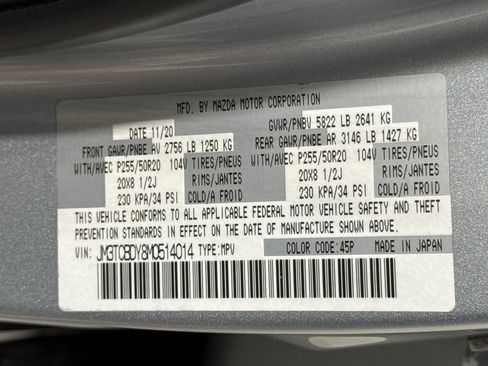 MFD. BY MAZDA MOTOR CORPORATION
DATE 11/20 GVWR/PNBV 5822 LB 2641 KG
FRONT GAWR/PNBE AV 2756 LB 1250 KG REAR GAWR/PNBE AR 3146 LB 1427 KG
WITH/AVEC P255/50R20 104V TIRES/PNEUS WITH/AVEC P255/50R20 104V TIRES/PNEUS
20X8 1/2J RIMS/JANTES 20X8 1/2J RIMS/JANTES
230 KPA/34 PSI COLD/A FROID 230 KPA/34 PSI COLD/A FROID
THIS VEHICLE CONFORMS TO ALL APPLICABLE FEDERAL MOTOR VEHICLE SAFETY AND THEFT
PREVENTION STANDARDS IN EFFECT ON THE DATE OF MANUFACTURE SHOWN ABOVE.
VIN: JM3TCBDY8M0514014 TYPE:MPV COLOR CODE:45P MADE IN JAPAN